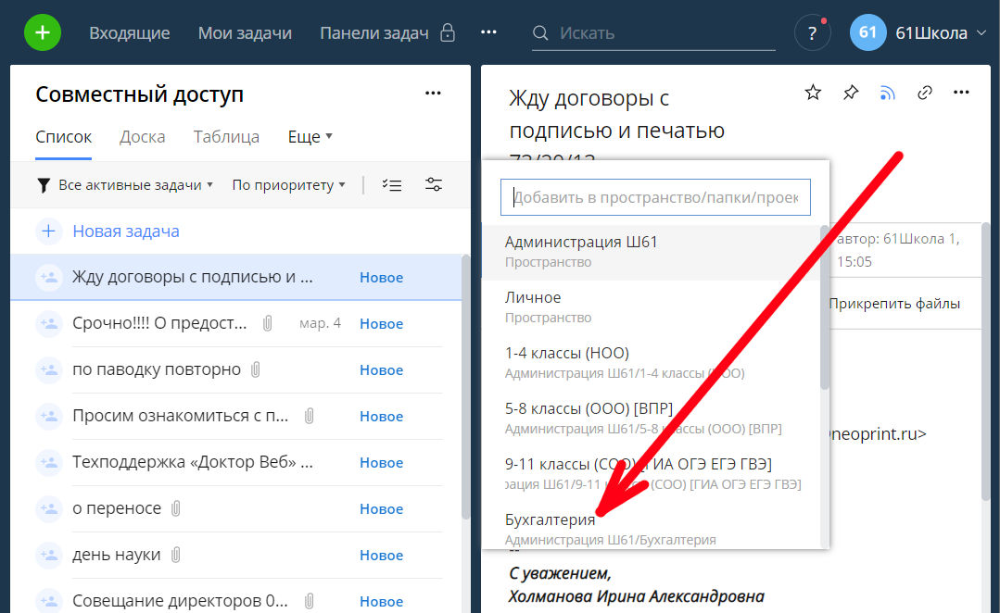 Входящие Мои задачи Панели задач Искать ? 61 61Школа
Совместный доступ
Список Доска Таблица Еще
Все активные задачи По приоритету
Новая задача
Жду договоры с подписью и ... Новое
Срочно!!!! О предост... мар. 4 Новое
по паводку повторно Новое
Просим ознакомиться с п... Новое
Техподдержка «Доктор Веб» ... Новое
о переносе Новое
день науки Новое
Совещание директоров 0... Новое
Жду договоры с
подписью и печатью
Добавить в пространство/папки/проек
Администрация Ш61
Пространство
Личное
Пространство
1-4 классы (НОО)
Администрация Ш61/1-4 классы (НОО)
5-8 классы (ООО) [ВПР]
Администрация Ш61/5-8 классы (ООО) [ВПР]
9-11 классы (СОО) [ГИА ОГЭ ЕГЭ ГВЭ]
рация Ш61/9-11 классы (СОО) [ГИА ОГЭ ЕГЭ ГВЭ]
Бухгалтерия
Администрация Ш61/Бухгалтерия
автор: 61Школа 1,
15:05
Прикрепить файлы
neoprint.ru>
--
С уважением,
Холманова Ирина Александровна